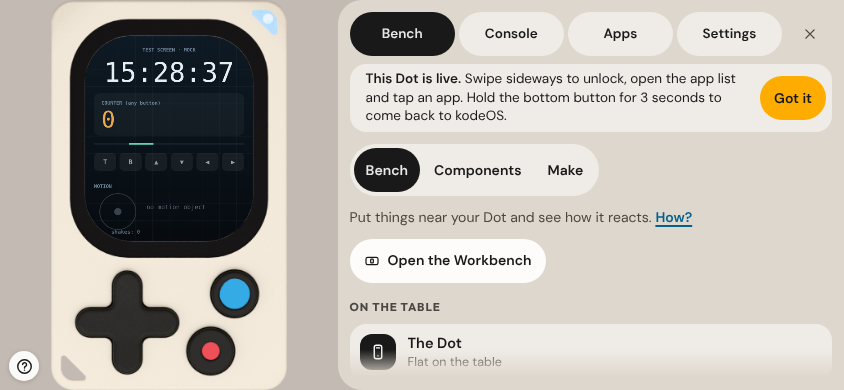 TEST SCREEN · MOCK
15:28:37
COUNTER (any button)
0
T B ▲ ▼ ◄ ►
MOTION
no motion object
shakes: 0
Bench
Console
Apps
Settings
This Dot is live. Swipe sideways to unlock, open the app list
and tap an app. Hold the bottom button for 3 seconds to
come back to kodeOS.
Got it
Bench
Components
Make
Put things near your Dot and see how it reacts. How?
Open the Workbench
ON THE TABLE
The Dot
Flat on the table